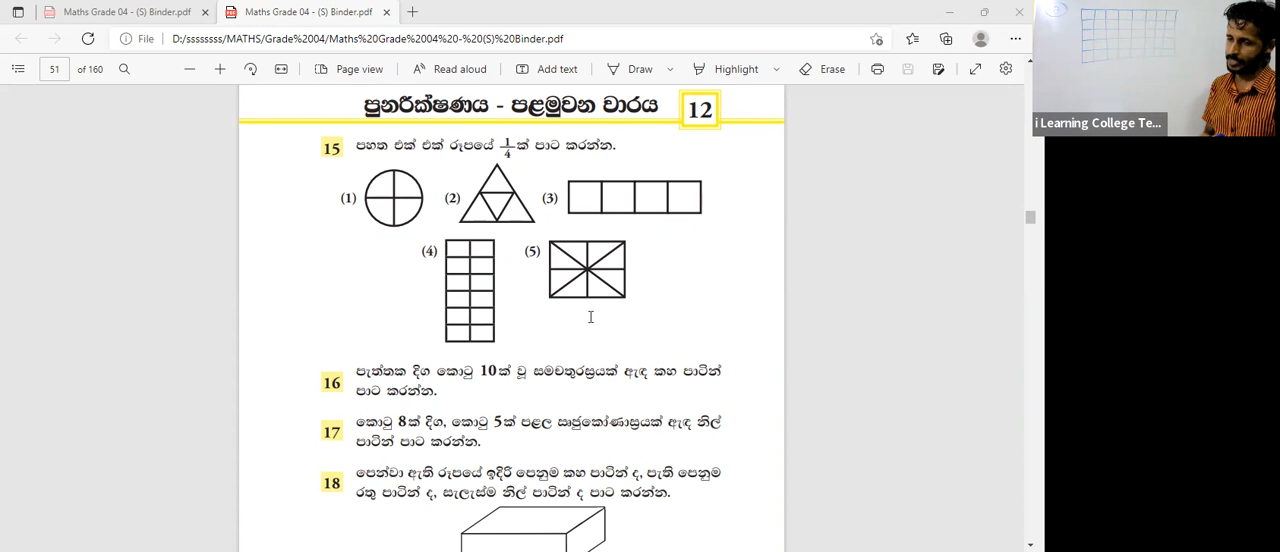 Maths Grade 04 - (S) Binder.pdf
Maths Grade 04 - (S) Binder.pdf
File
D:/ssssssss/MATHS/Grade%2004/Maths%20Grade%2004%20-%20(S)%20Binder.pdf
51 of 160
Page view
Read aloud
Add text
Draw
Highlight
Erase
i Learning College Te...
පුනරීක්ෂණය - පළමුවන වාරය 12
15 පහත එක් එක් රූපයේ 1/4 ක් පාට කරන්න.
(1) (2) (3)
(4) (5)
16 පැත්තක දිග කොටු 10ක් වූ සමචතුරස්‍රයක් ඇඳ කහ පාටින්
පාට කරන්න.
17 කොටු 8ක් දිග, කොටු 5ක් පළල ඍජුකෝණාස්‍රයක් ඇඳ නිල්
පාටින් පාට කරන්න.
18 පෙන්වා ඇති රූපයේ ඉදිරි පෙනුම කහ පාටින් ද, පැති පෙනුම
රතු පාටින් ද, සැලැස්ම නිල් පාටින් ද පාට කරන්න.